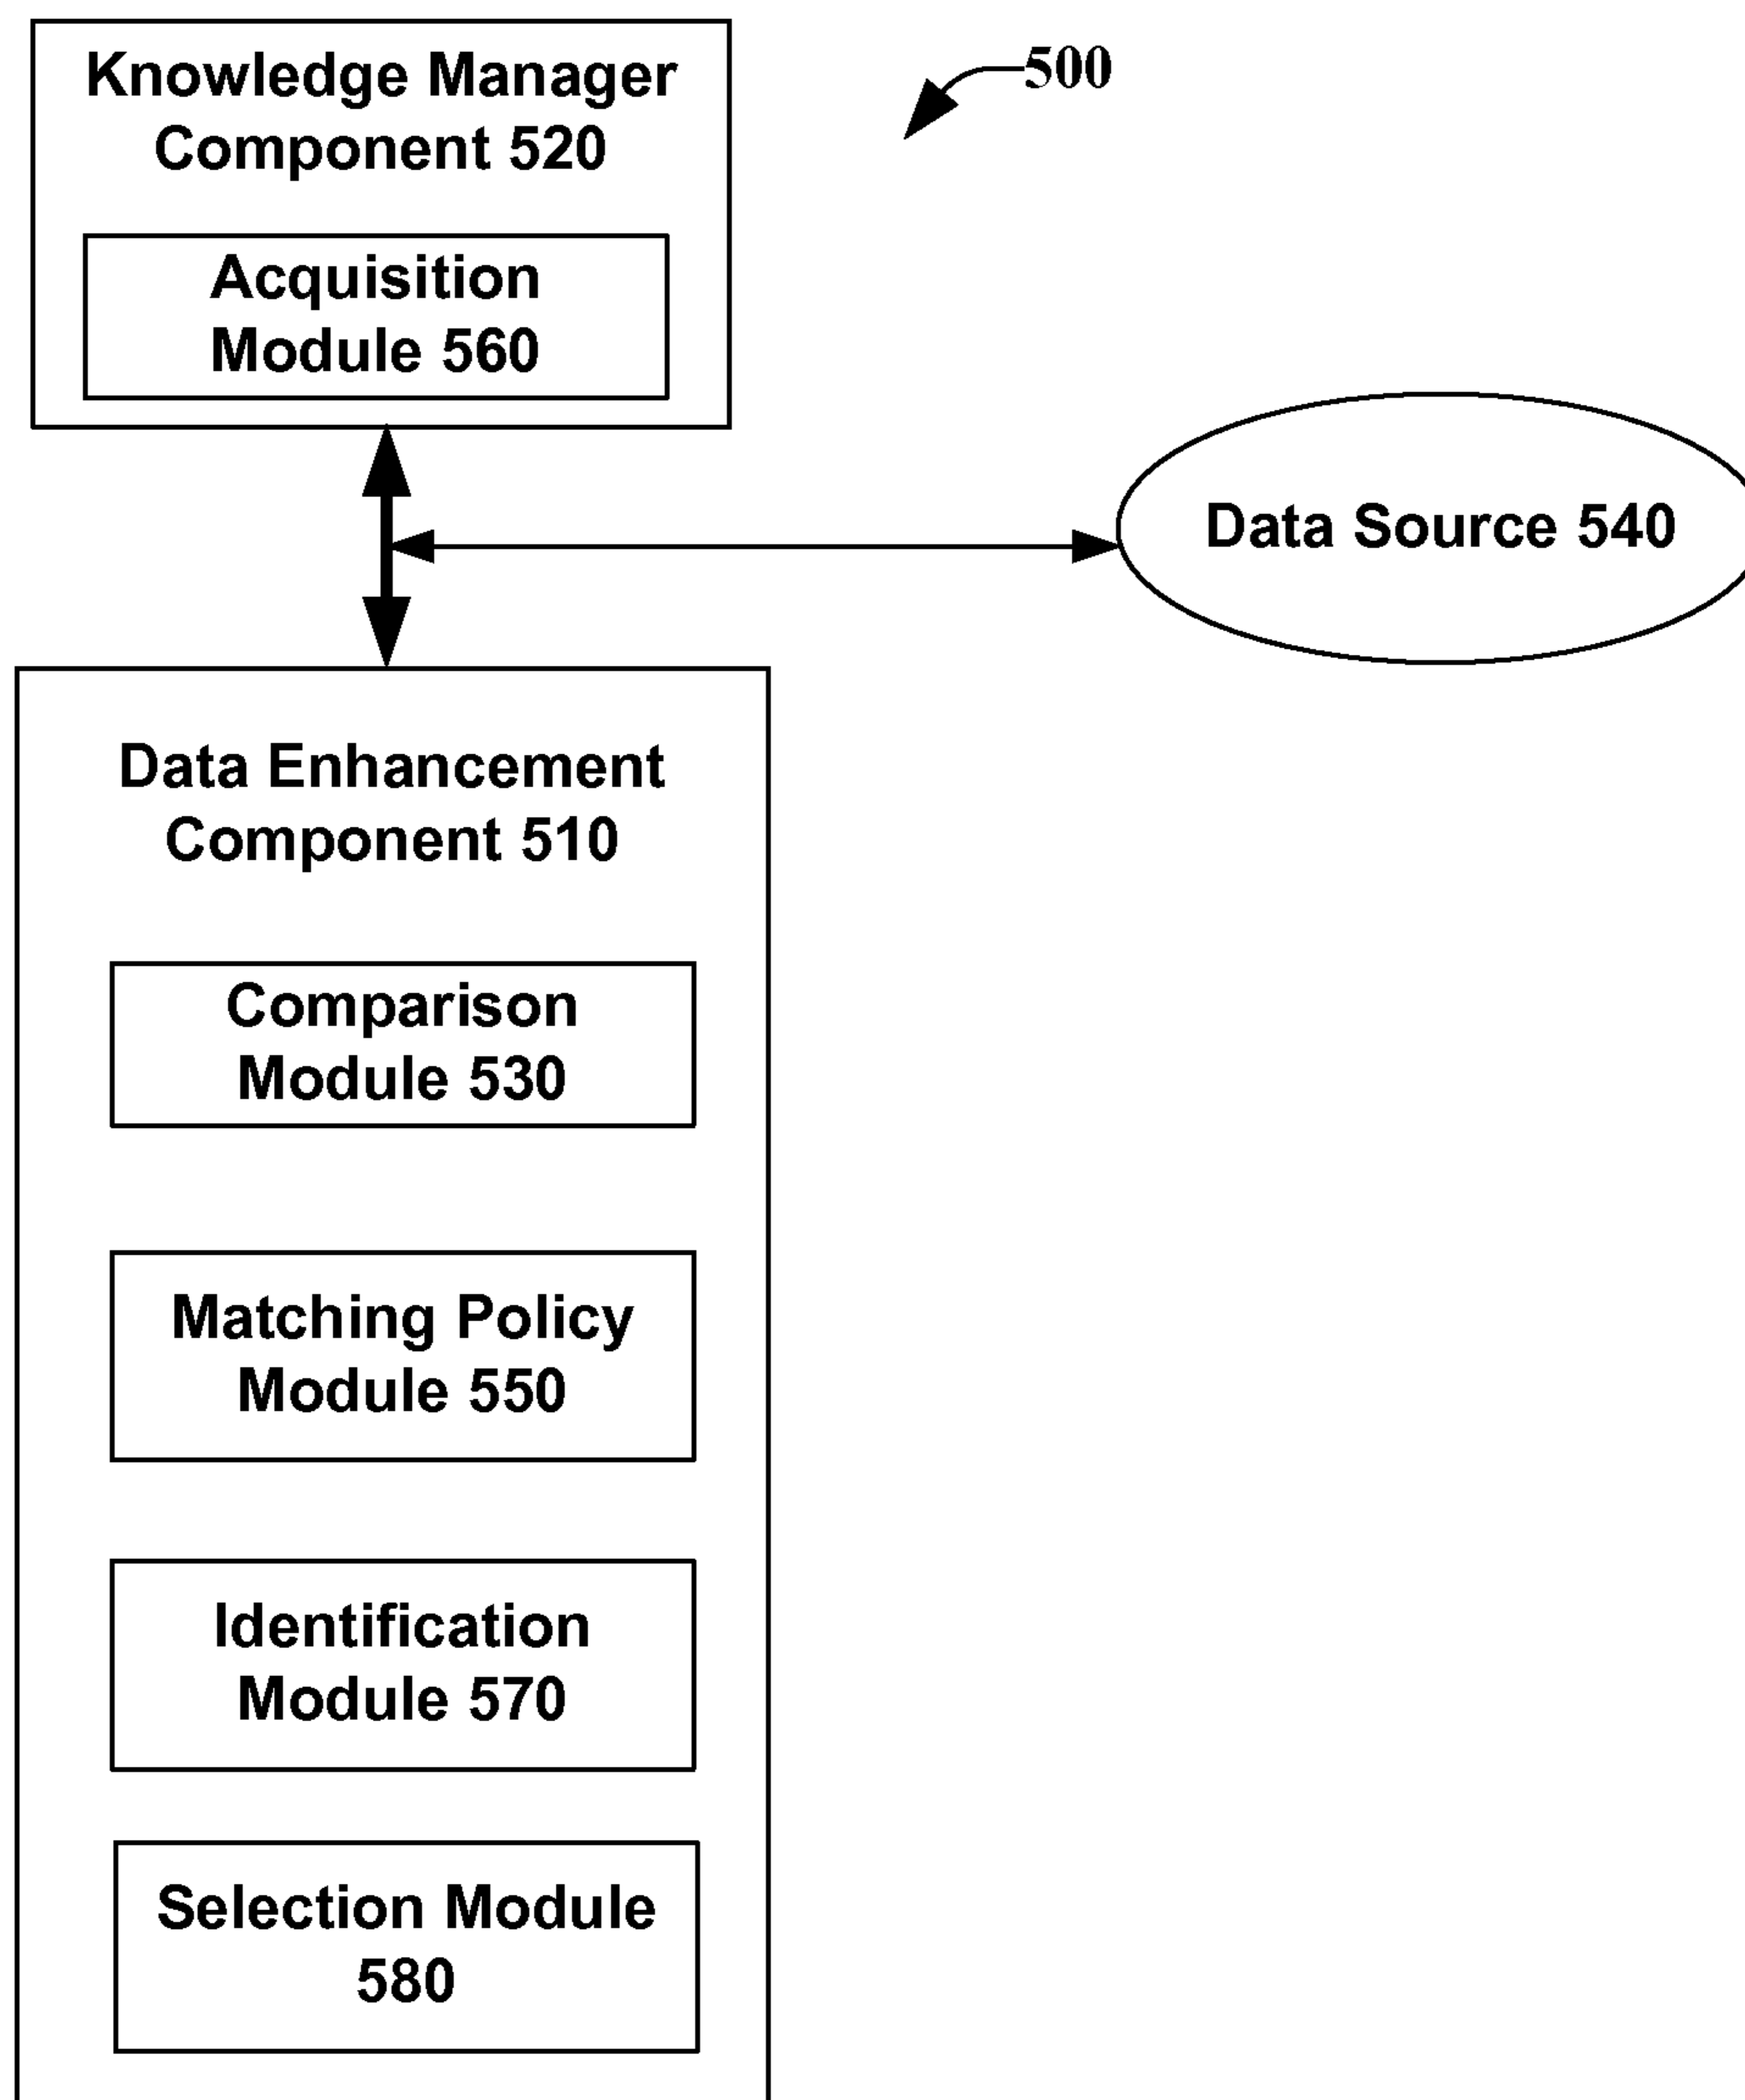 Knowledge Manager
Component 520
500
Acquisition
Module 560
Data Source 540
Data Enhancement
Component 510
Comparison
Module 530
Matching Policy
Module 550
Identification
Module 570
Selection Module
580